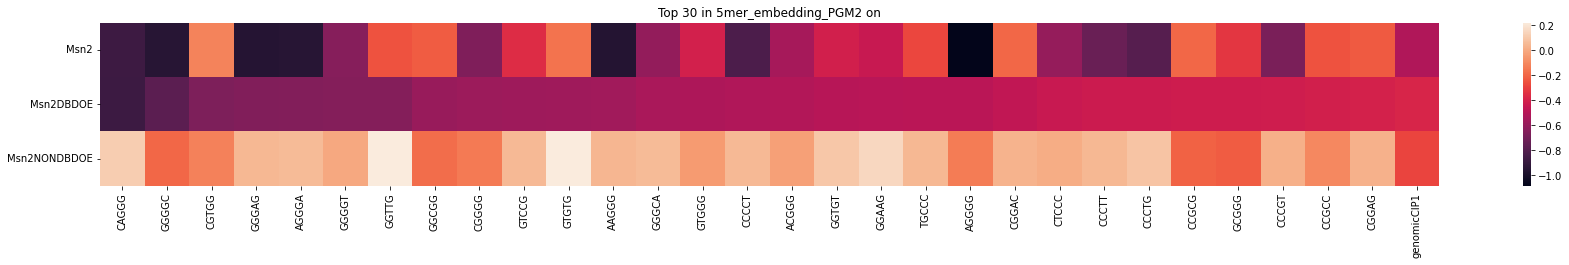 Top 30 in 5mer_embedding_PGM2 on
Msn2
Msn2DBDOE
Msn2NONDBDOE
CAGGG
GGGGC
CGTGG
GGGAG
AGGGA
GGGGT
GGTTG
GGCGG
CGGGG
GTCCG
GTGTG
AAGGG
GGGCA
GTGGG
CCCCT
ACGGG
GGTGT
GGAAG
TGCCC
AGGGG
CGGAC
CTCCC
CCCTT
CCCTG
CCGCG
GCGGG
CCCGT
CCGCC
CGGAG
genomicCIP1
0.2
0.0
−0.2
−0.4
−0.6
−0.8
−1.0